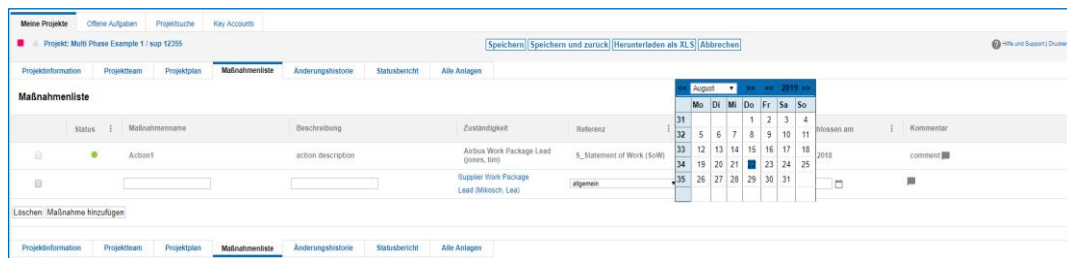 Meine Projekte Offene Aufgaben Projektsuche Key Accounts
Projekt: Multi Phase Example 1 / sup 12355 Speichern Speichern und zurück Herunterladen als XLS Abbrechen Hilfe und Support | Drucken
Projektinformation Projektteam Projektplan Maßnahmenliste Änderungshistorie Statusbericht Alle Anlagen
Maßnahmenliste
<< August >> << 2019 >>
Mo Di Mi Do Fr Sa So
31 1 2 3 4
32 5 6 7 8 9 10 11
33 12 13 14 15 16 17 18
34 19 20 21 23 24 25
35 26 27 28 29 30 31
Status Maßnahmenname Beschreibung Zuständigkeit Referenz hlossen am Kommentar
Action1 action description Airbus Work Package Lead (jones, tim) 5_Statement of Work (SoW) 2018 comment
Supplier Work Package
Lead (Mikosch, Lea) allgemein
Löschen Maßnahme hinzufügen
Projektinformation Projektteam Projektplan Maßnahmenliste Änderungshistorie Statusbericht Alle Anlagen